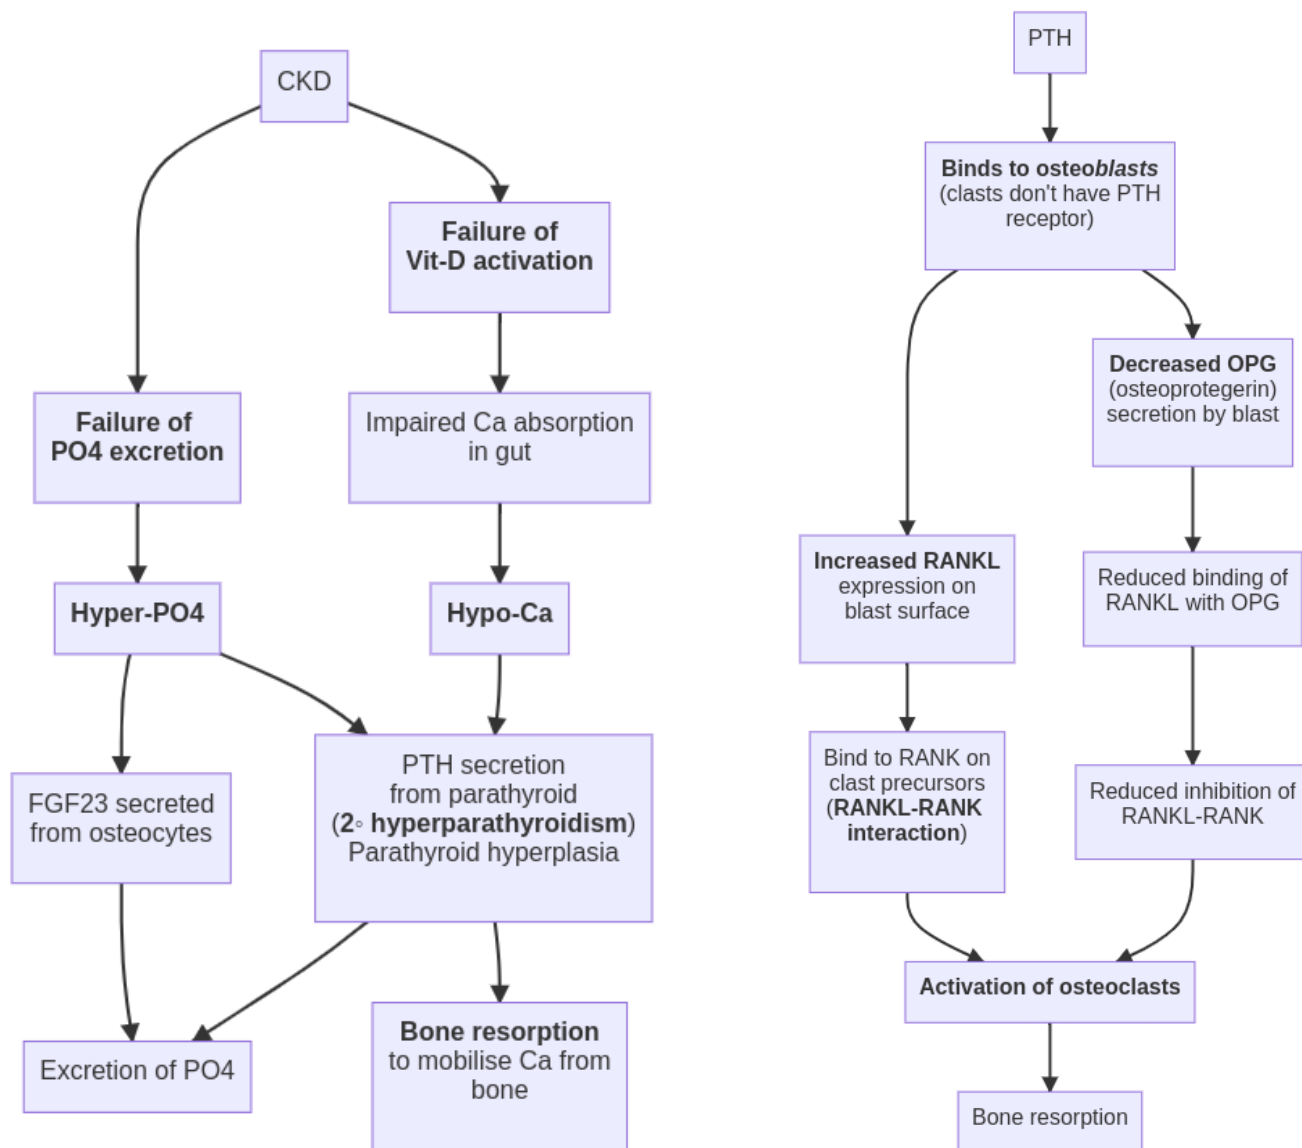 CKD
Failure of
Vit-D activation
Failure of
PO4 excretion
Impaired Ca absorption
in gut
Hyper-PO4
Hypo-Ca
FGF23 secreted
from osteocytes
PTH secretion
from parathyroid
(2◦ hyperparathyroidism)
Parathyroid hyperplasia
Excretion of PO4
Bone resorption
to mobilise Ca from
bone
PTH
Binds to osteoblasts
(clasts don't have PTH
receptor)
Decreased OPG
(osteoprotegerin)
secretion by blast
Increased RANKL
expression on
blast surface
Reduced binding of
RANKL with OPG
Bind to RANK on
clast precursors
(RANKL-RANK
interaction)
Reduced inhibition of
RANKL-RANK
Activation of osteoclasts
Bone resorption